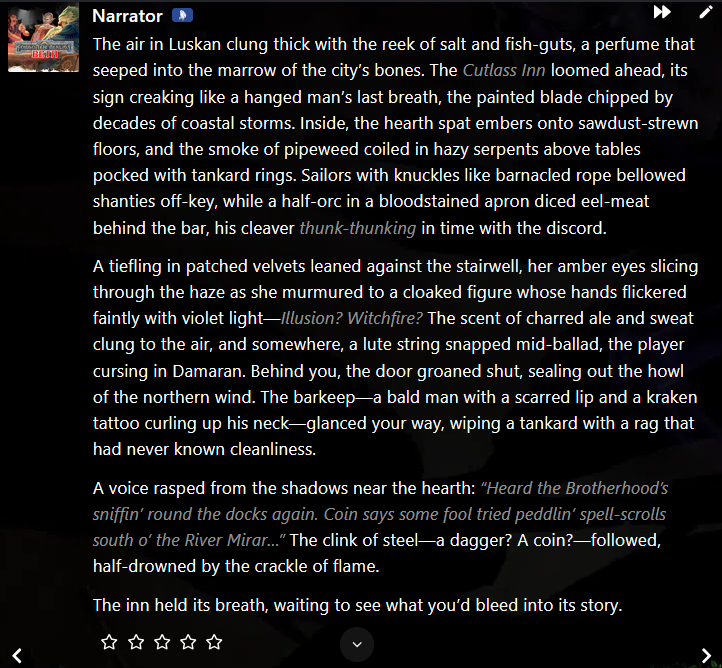 Narrator
The air in Luskan clung thick with the reek of salt and fish-guts, a perfume that
seeped into the marrow of the city’s bones. The Cutlass Inn loomed ahead, its
sign creaking like a hanged man’s last breath, the painted blade chipped by
decades of coastal storms. Inside, the hearth spat embers onto sawdust-strewn
floors, and the smoke of pipeweed coiled in hazy serpents above tables
pocked with tankard rings. Sailors with knuckles like barnacled rope bellowed
shanties off-key, while a half-orc in a bloodstained apron diced eel-meat
behind the bar, his cleaver thunk-thunking in time with the discord.
A tiefling in patched velvets leaned against the stairwell, her amber eyes slicing
through the haze as she murmured to a cloaked figure whose hands flickered
faintly with violet light—Illusion? Witchfire? The scent of charred ale and sweat
clung to the air, and somewhere, a lute string snapped mid-ballad, the player
cursing in Damaran. Behind you, the door groaned shut, sealing out the howl
of the northern wind. The barkeep—a bald man with a scarred lip and a kraken
tattoo curling up his neck—glanced your way, wiping a tankard with a rag that
had never known cleanliness.
A voice rasped from the shadows near the hearth: “Heard the Brotherhood’s
sniffin’ round the docks again. Coin says some fool tried peddlin’ spell-scrolls
south o’ the River Mirar…” The clink of steel—a dagger? A coin?—followed,
half-drowned by the crackle of flame.
The inn held its breath, waiting to see what you’d bleed into its story.